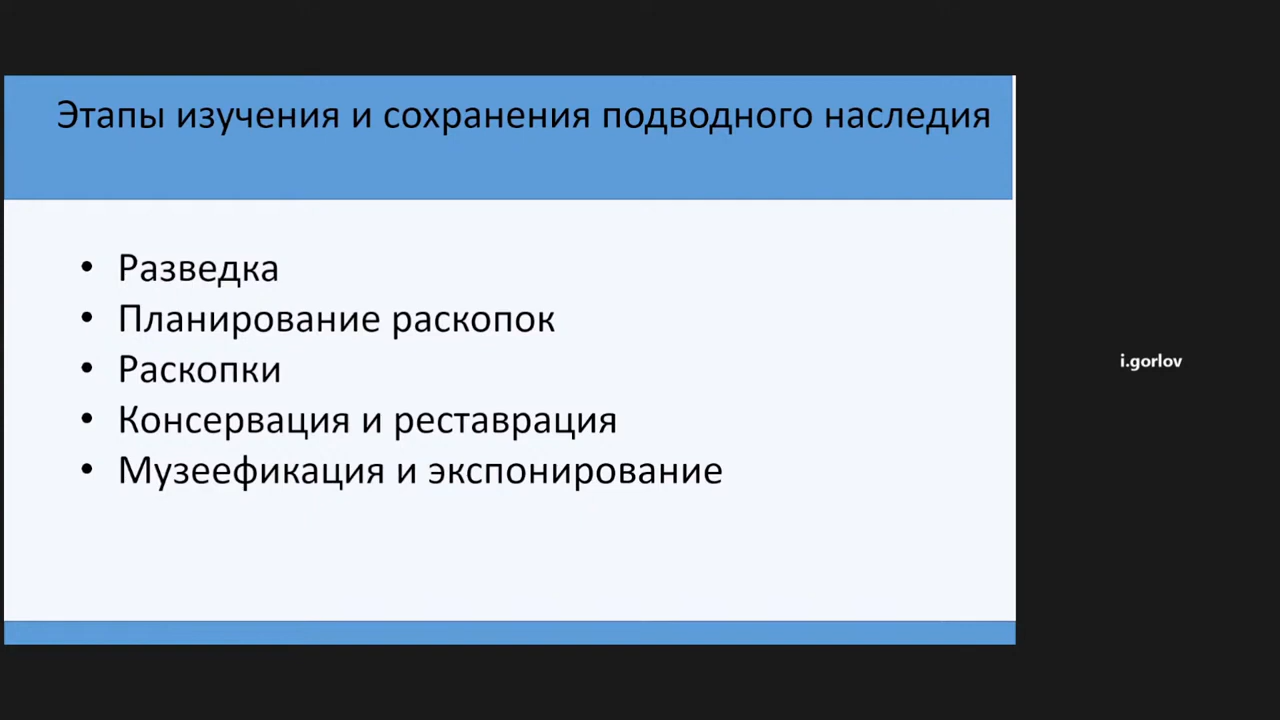 Этапы изучения и сохранения подводного наследия
• Разведка
• Планирование раскопок
• Раскопки
• Консервация и реставрация
• Музеефикация и экспонирование
i.gorlov